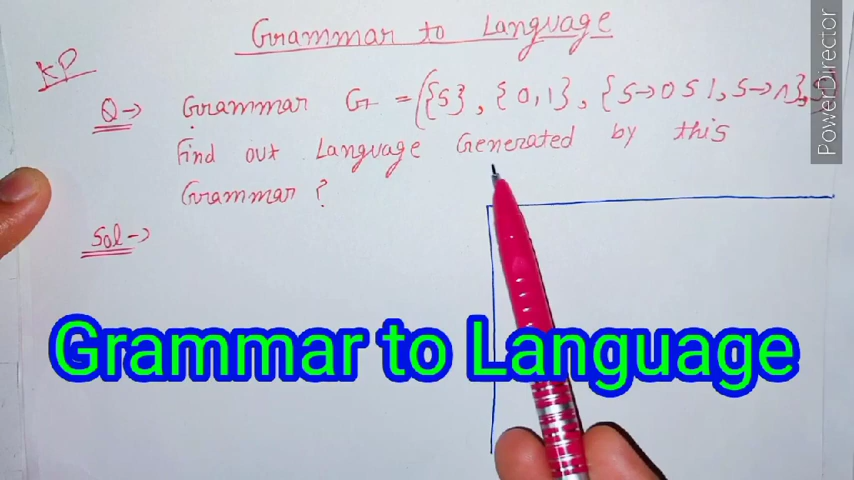 Grammar to Language
KP
Q→ Grammar G = ({S}, {0,1}, {S→0S1, S→Λ}, 
Find out Language Generated by this
Grammar ?
Sol→
Grammar to Language
PowerDirector